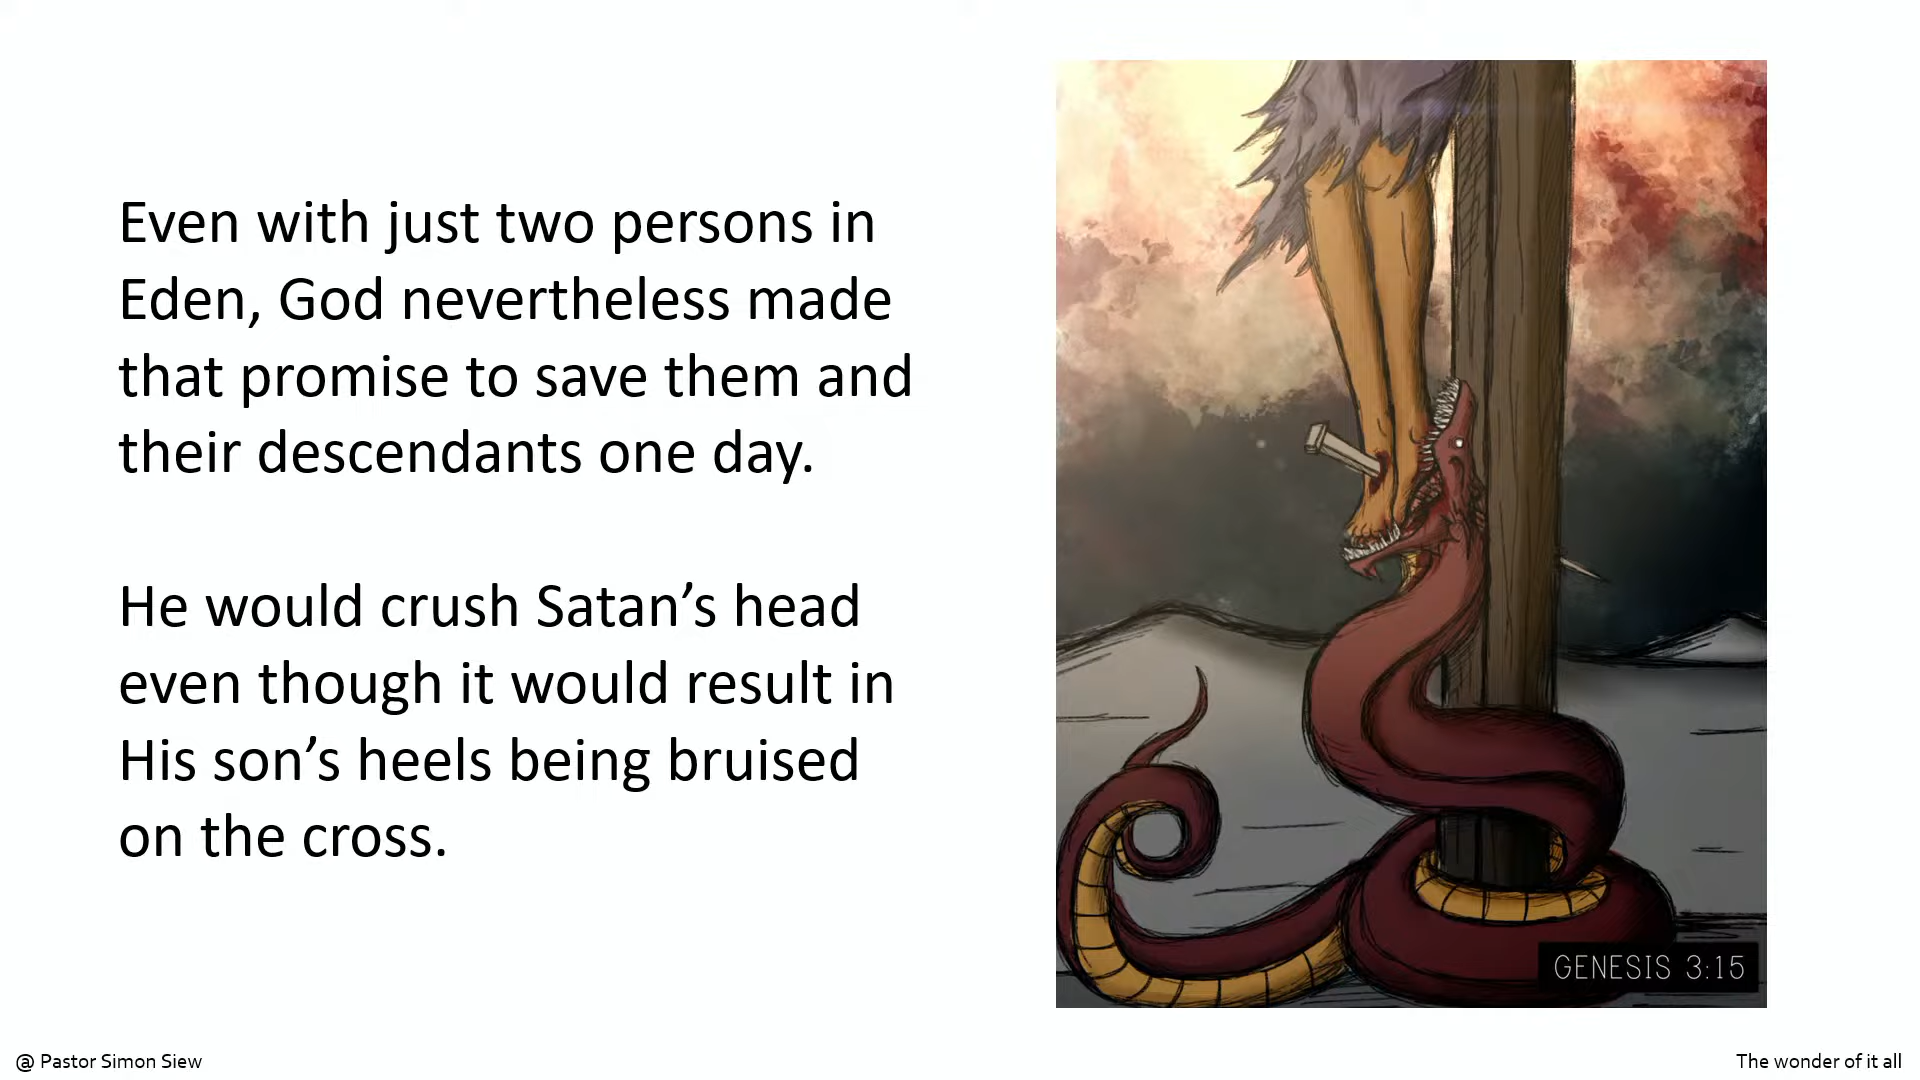 Even with just two persons in
Eden, God nevertheless made
that promise to save them and
their descendants one day.
He would crush Satan’s head
even though it would result in
His son’s heels being bruised
on the cross.
GENESIS 3:15
@ Pastor Simon Siew
The wonder of it all